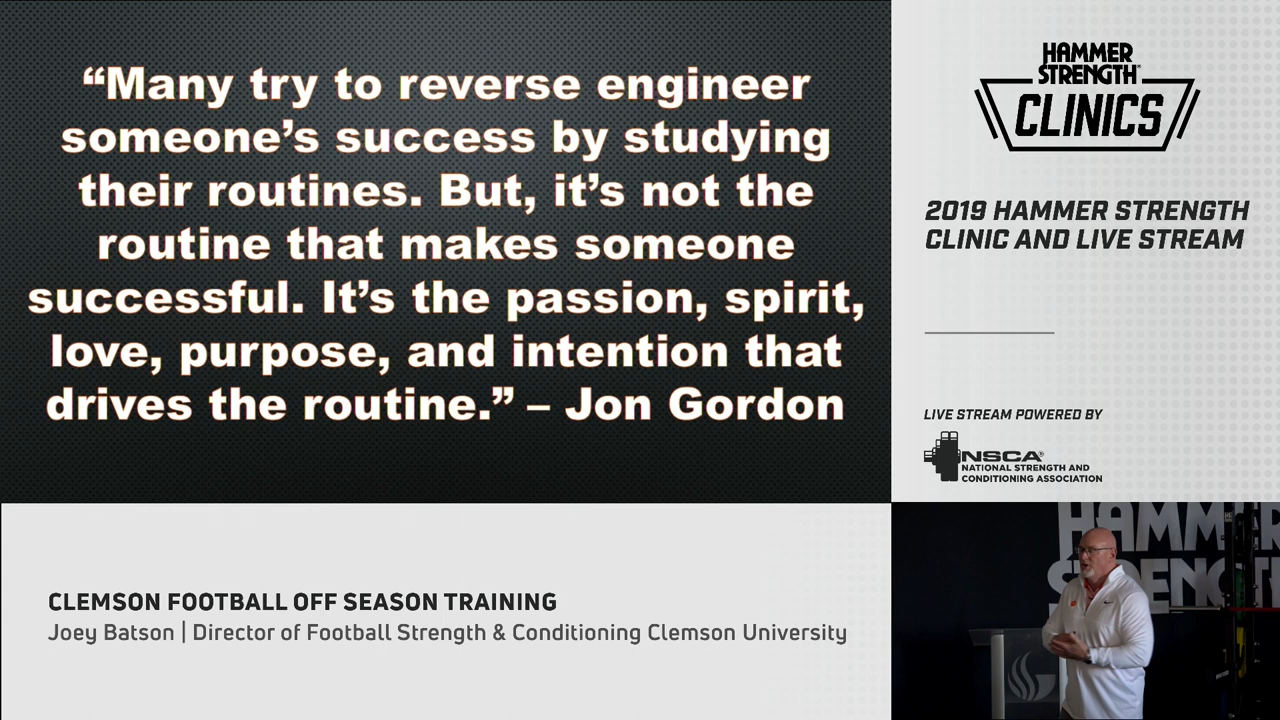 “Many try to reverse engineer
someone’s success by studying
their routines. But, it’s not the
routine that makes someone
successful. It’s the passion, spirit,
love, purpose, and intention that
drives the routine.” – Jon Gordon
HAMMER
STRENGTH®
CLINICS
2019 HAMMER STRENGTH
CLINIC AND LIVE STREAM
LIVE STREAM POWERED BY
NSCA®
NATIONAL STRENGTH AND
CONDITIONING ASSOCIATION
CLEMSON FOOTBALL OFF SEASON TRAINING
Joey Batson | Director of Football Strength & Conditioning Clemson University
HAMMER
STRENGTH